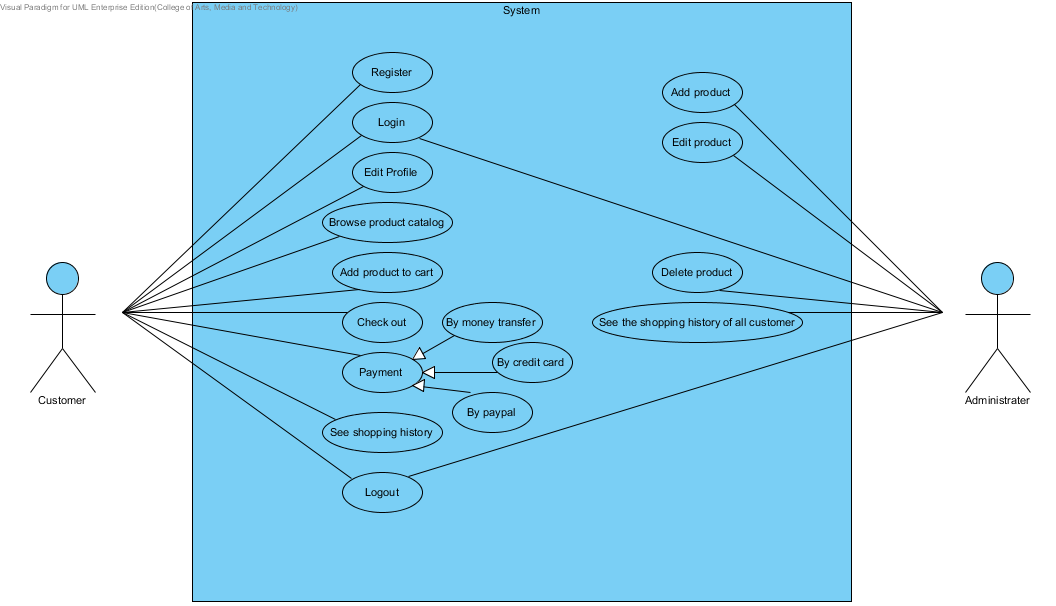 Visual Paradigm for UML Enterprise Edition(College of Arts, Media and Technology)
System
Register
Login
Edit Profile
Browse product catalog
Add product to cart
Check out
Payment
By money transfer
By credit card
By paypal
See shopping history
Logout
Add product
Edit product
Delete product
See the shopping history of all customer
Customer
Administrater